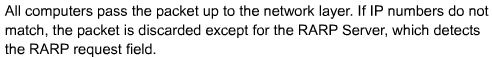 All computers pass the packet up to the network layer. If IP numbers do not
match, the packet is discarded except for the RARP Server, which detects
the RARP request field.